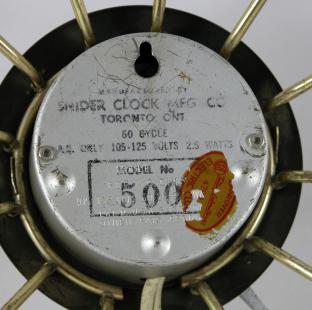 MANUFACTURED BY
SNIDER CLOCK MFG CO
TORONTO, ONT
60 CYCLE
A.C. ONLY 105-125 VOLTS 2.5 WATTS
MODEL No
500